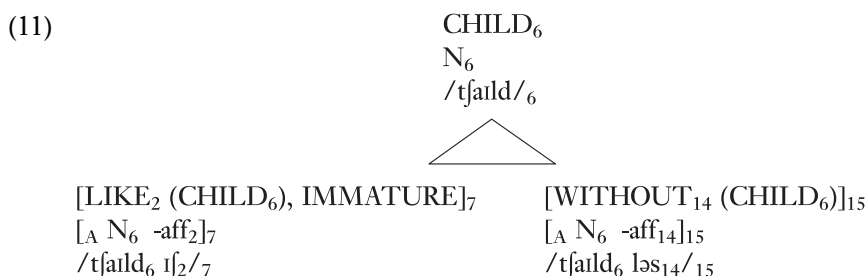 (11) CHILD₆
N₆
/tʃaɪld/₆
[LIKE₂ (CHILD₆), IMMATURE]₇ [WITHOUT₁₄ (CHILD₆)]₁₅
[ₐ N₆ -aff₂]₇ [ₐ N₆ -aff₁₄]₁₅
/tʃaɪld₆ ɪʃ₂/₇ /tʃaɪld₆ ləs₁₄/₁₅